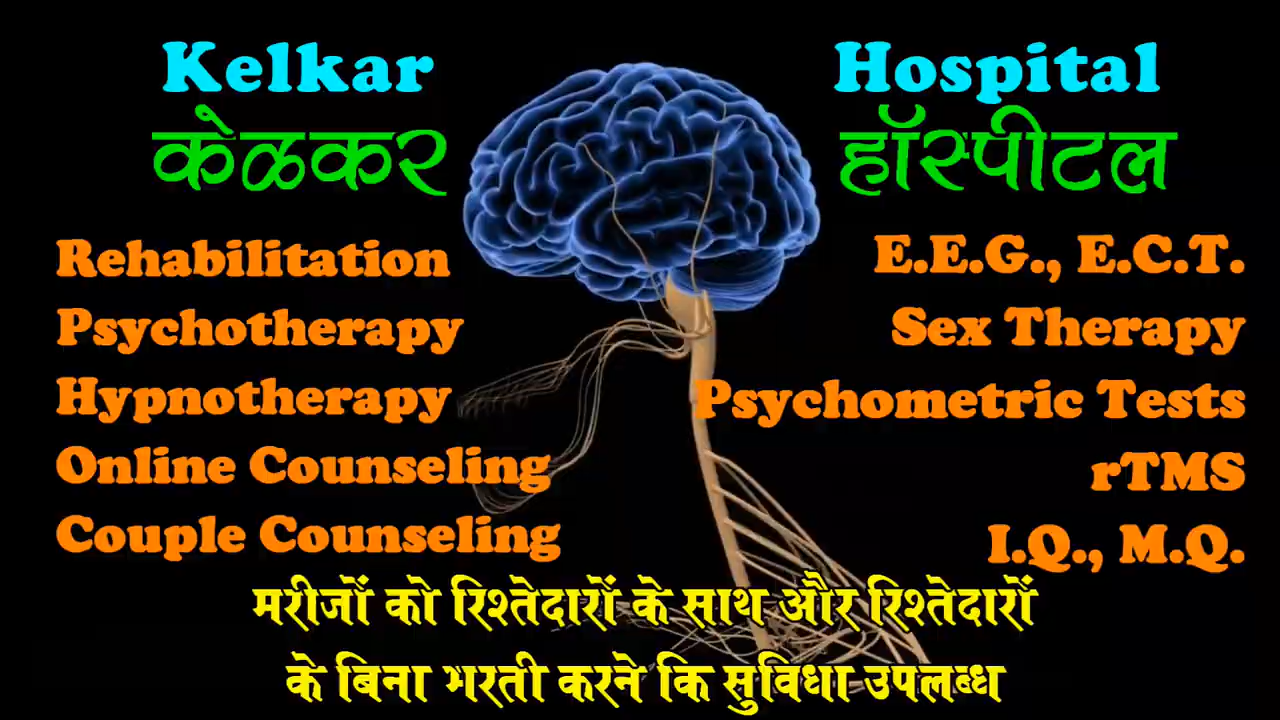 Kelkar Hospital
केळकर हॉस्पीटल
Rehabilitation
Psychotherapy
Hypnotherapy
Online Counseling
Couple Counseling
E.E.G., E.C.T.
Sex Therapy
Psychometric Tests
rTMS
I.Q., M.Q.
मरीजों को रिश्तेदारों के साथ और रिश्तेदारों
के बिना भरती करने कि सुविधा उपलब्ध